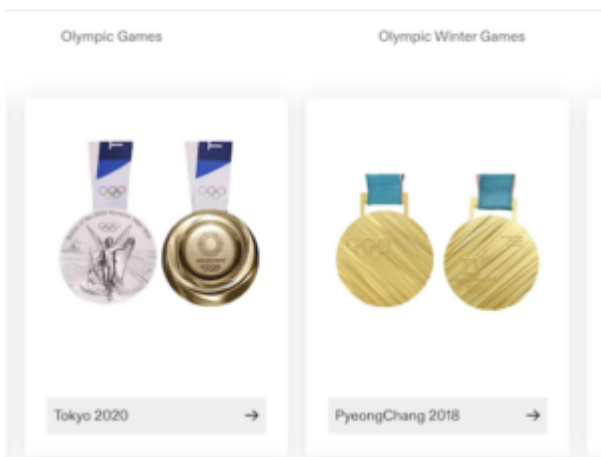 Olympic Games
Olympic Winter Games
Tokyo 2020 →
PyeongChang 2018 →